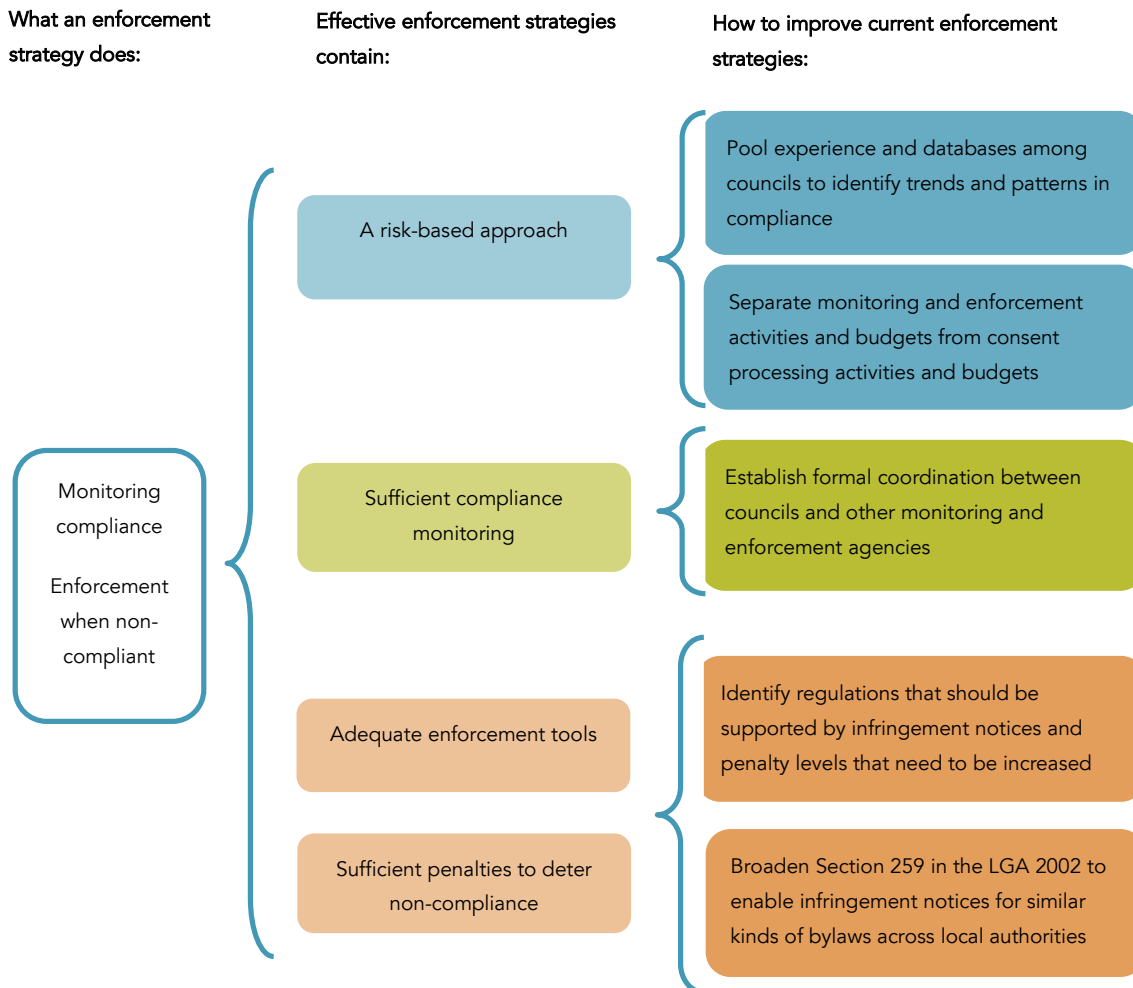 What an enforcement
strategy does:
Effective enforcement strategies
contain:
How to improve current enforcement
strategies:
Monitoring
compliance
Enforcement
when non-
compliant
A risk-based approach
Sufficient compliance
monitoring
Adequate enforcement tools
Sufficient penalties to deter
non-compliance
Pool experience and databases among
councils to identify trends and patterns in
compliance
Separate monitoring and enforcement
activities and budgets from consent
processing activities and budgets
Establish formal coordination between
councils and other monitoring and
enforcement agencies
Identify regulations that should be
supported by infringement notices and
penalty levels that need to be increased
Broaden Section 259 in the LGA 2002 to
enable infringement notices for similar
kinds of bylaws across local authorities